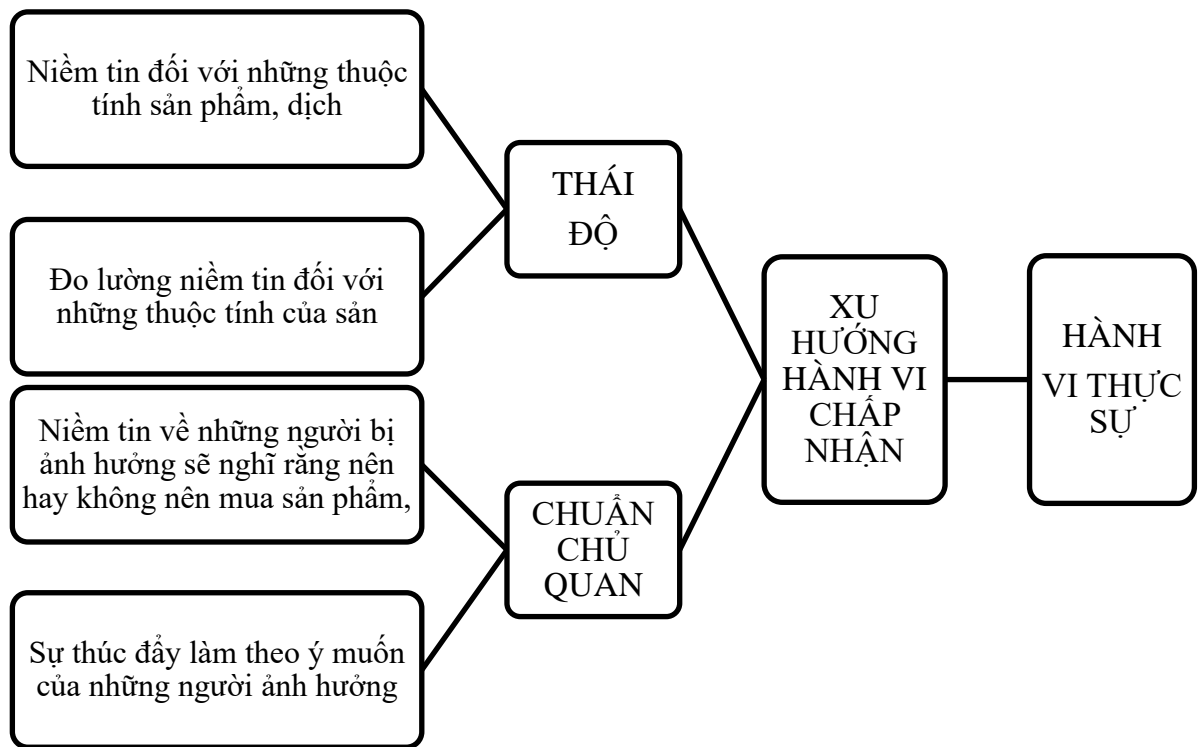 Niềm tin đối với những thuộc
tính sản phẩm, dịch
Đo lường niềm tin đối với
những thuộc tính của sản
Niềm tin về những người bị
ảnh hưởng sẽ nghĩ rằng nên
hay không nên mua sản phẩm,
Sự thúc đẩy làm theo ý muốn
của những người ảnh hưởng
THÁI
ĐỘ
CHUẨN
CHỦ
QUAN
XU
HƯỚNG
HÀNH VI
CHẤP
NHẬN
HÀNH
VI THỰC
SỰ